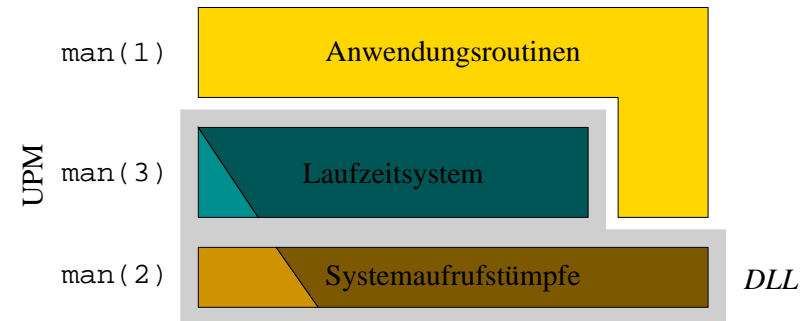 man(1) Anwendungsroutinen
UPM
man(3) Laufzeitsystem
man(2) Systemaufrufstümpfe DLL